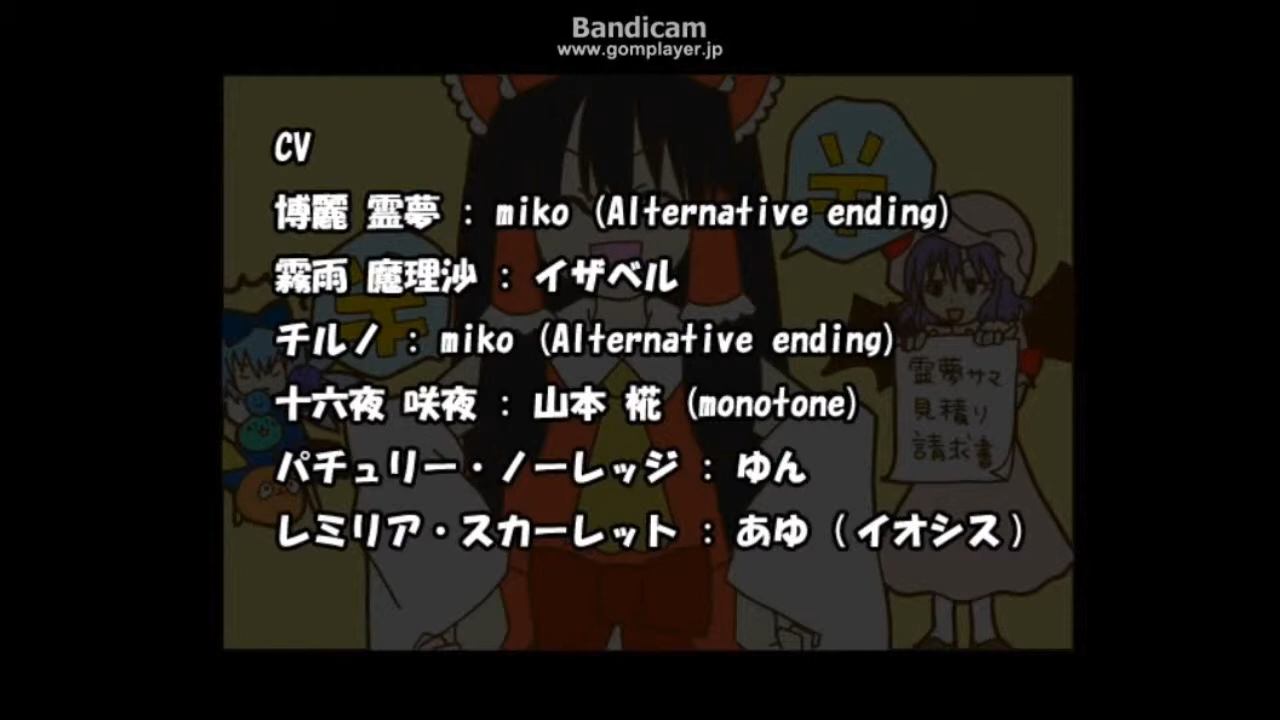 Bandicam
www.gomplayer.jp
CV
博麗 霊夢 : miko (Alternative ending)
霧雨 魔理沙 : イザベル
チルノ : miko (Alternative ending)
十六夜 咲夜 : 山本 椛 (monotone)
パチュリー・ノーレッジ : ゆん
レミリア・スカーレット : あゆ (イオシス)
霊夢サマ
見積り
請求書